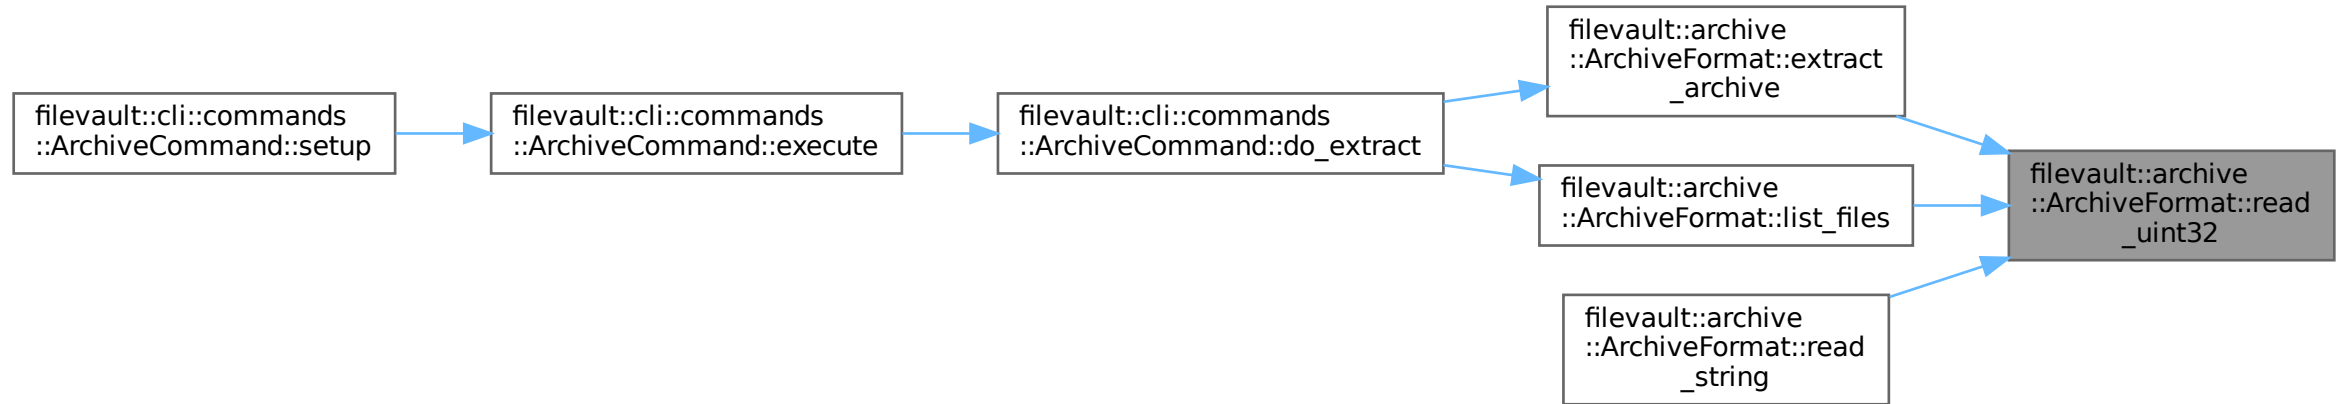 filevault::cli::commands
::ArchiveCommand::setup
filevault::cli::commands
::ArchiveCommand::execute
filevault::cli::commands
::ArchiveCommand::do_extract
filevault::archive
::ArchiveFormat::extract
_archive
filevault::archive
::ArchiveFormat::list_files
filevault::archive
::ArchiveFormat::read
_string
filevault::archive
::ArchiveFormat::read
_uint32